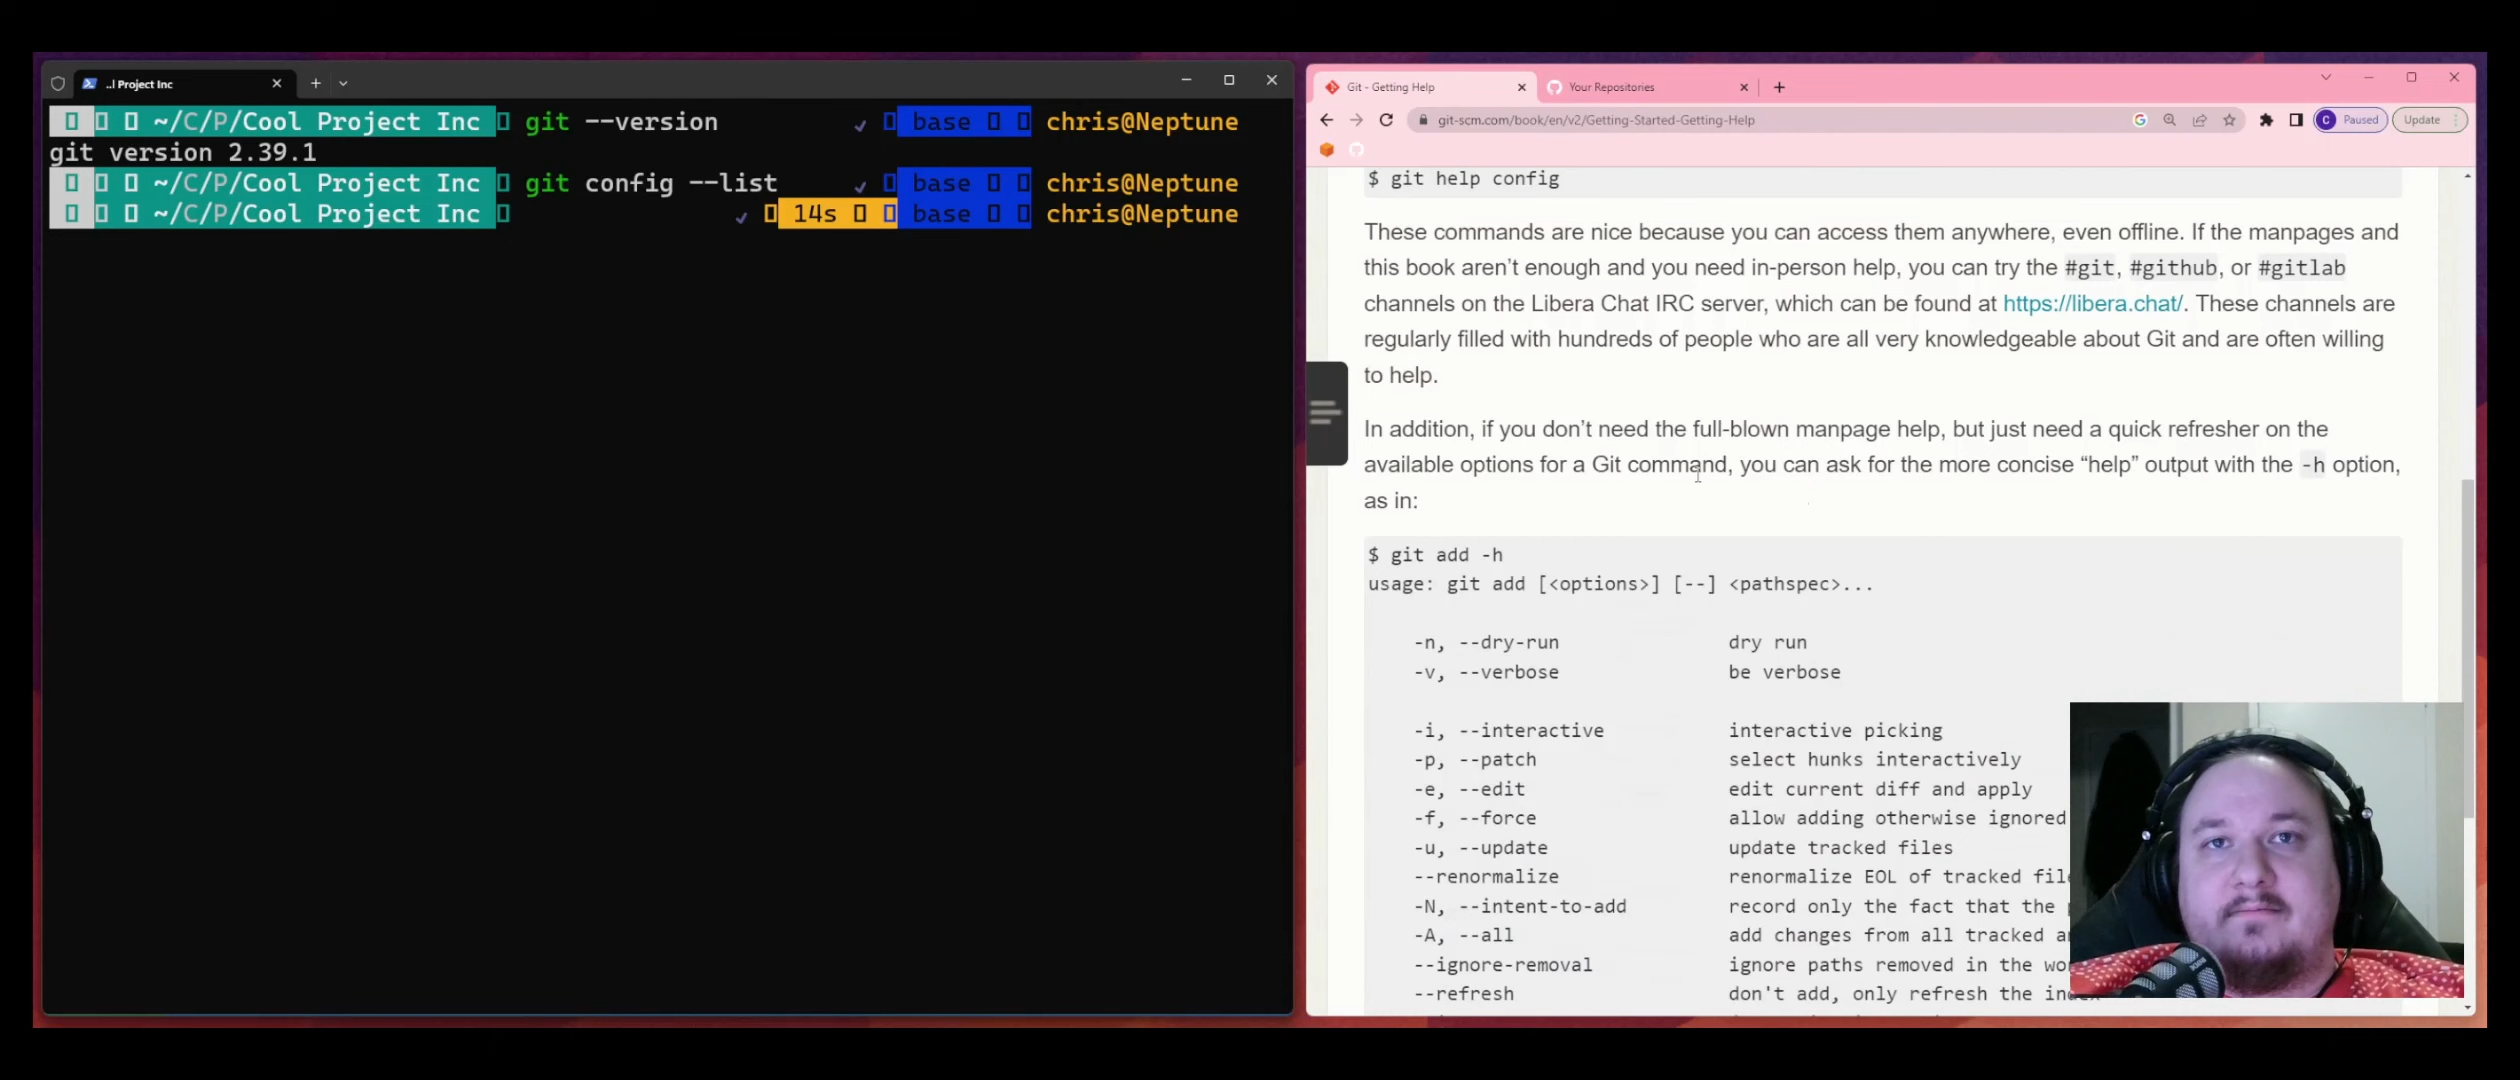 ..l Project Inc
~/C/P/Cool Project Inc git --version base chris@Neptune
git version 2.39.1
~/C/P/Cool Project Inc git config --list base chris@Neptune
~/C/P/Cool Project Inc 14s base chris@Neptune
Git - Getting Help
Your Repositories
git-scm.com/book/en/v2/Getting-Started-Getting-Help
G
C Paused
Update
$ git help config
These commands are nice because you can access them anywhere, even offline. If the manpages and
this book aren’t enough and you need in-person help, you can try the #git, #github, or #gitlab
channels on the Libera Chat IRC server, which can be found at https://libera.chat/. These channels are
regularly filled with hundreds of people who are all very knowledgeable about Git and are often willing
to help.
In addition, if you don’t need the full-blown manpage help, but just need a quick refresher on the
available options for a Git command, you can ask for the more concise “help” output with the -h option,
as in:
$ git add -h
usage: git add [<options>] [--] <pathspec>...
-n, --dry-run dry run
-v, --verbose be verbose
-i, --interactive interactive picking
-p, --patch select hunks interactively
-e, --edit edit current diff and apply
-f, --force allow adding otherwise ignored
-u, --update update tracked files
--renormalize renormalize EOL of tracked
-N, --intent-to-add record only the fact that the
-A, --all add changes from all tracked
--ignore-removal ignore paths removed in the
--refresh don't add, only refresh the